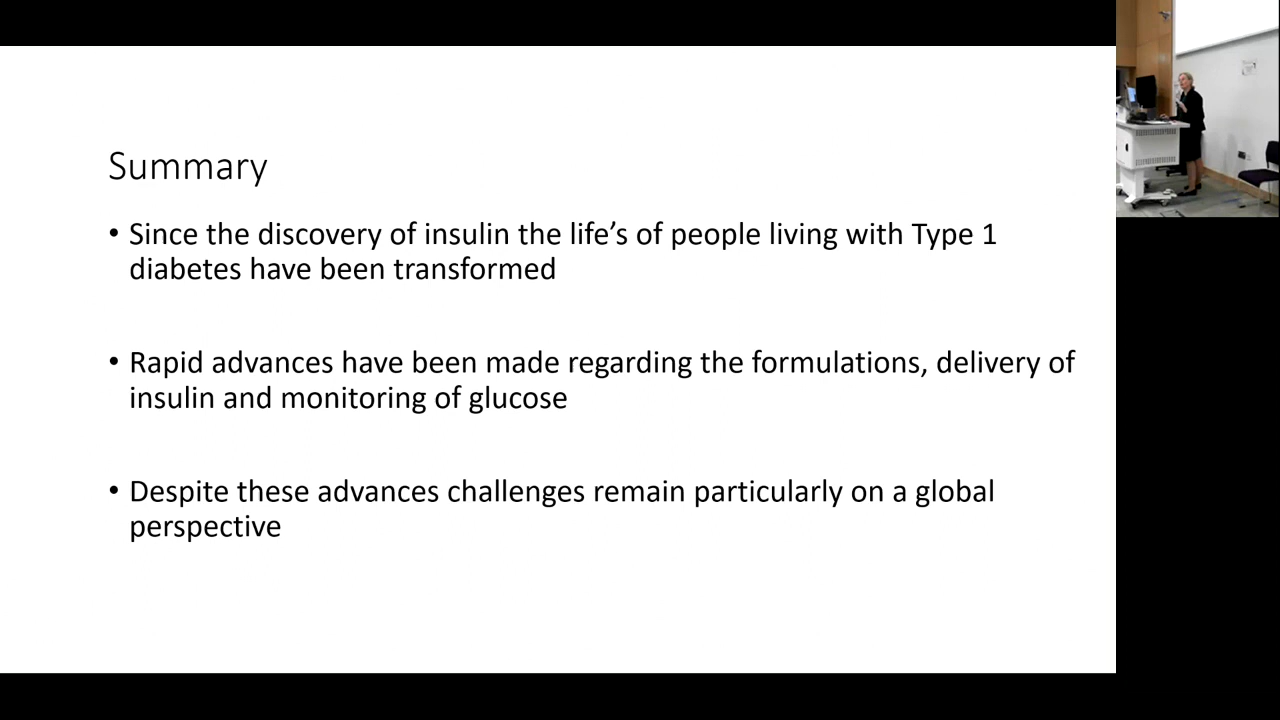 Summary
• Since the discovery of insulin the life’s of people living with Type 1
diabetes have been transformed
• Rapid advances have been made regarding the formulations, delivery of
insulin and monitoring of glucose
• Despite these advances challenges remain particularly on a global
perspective